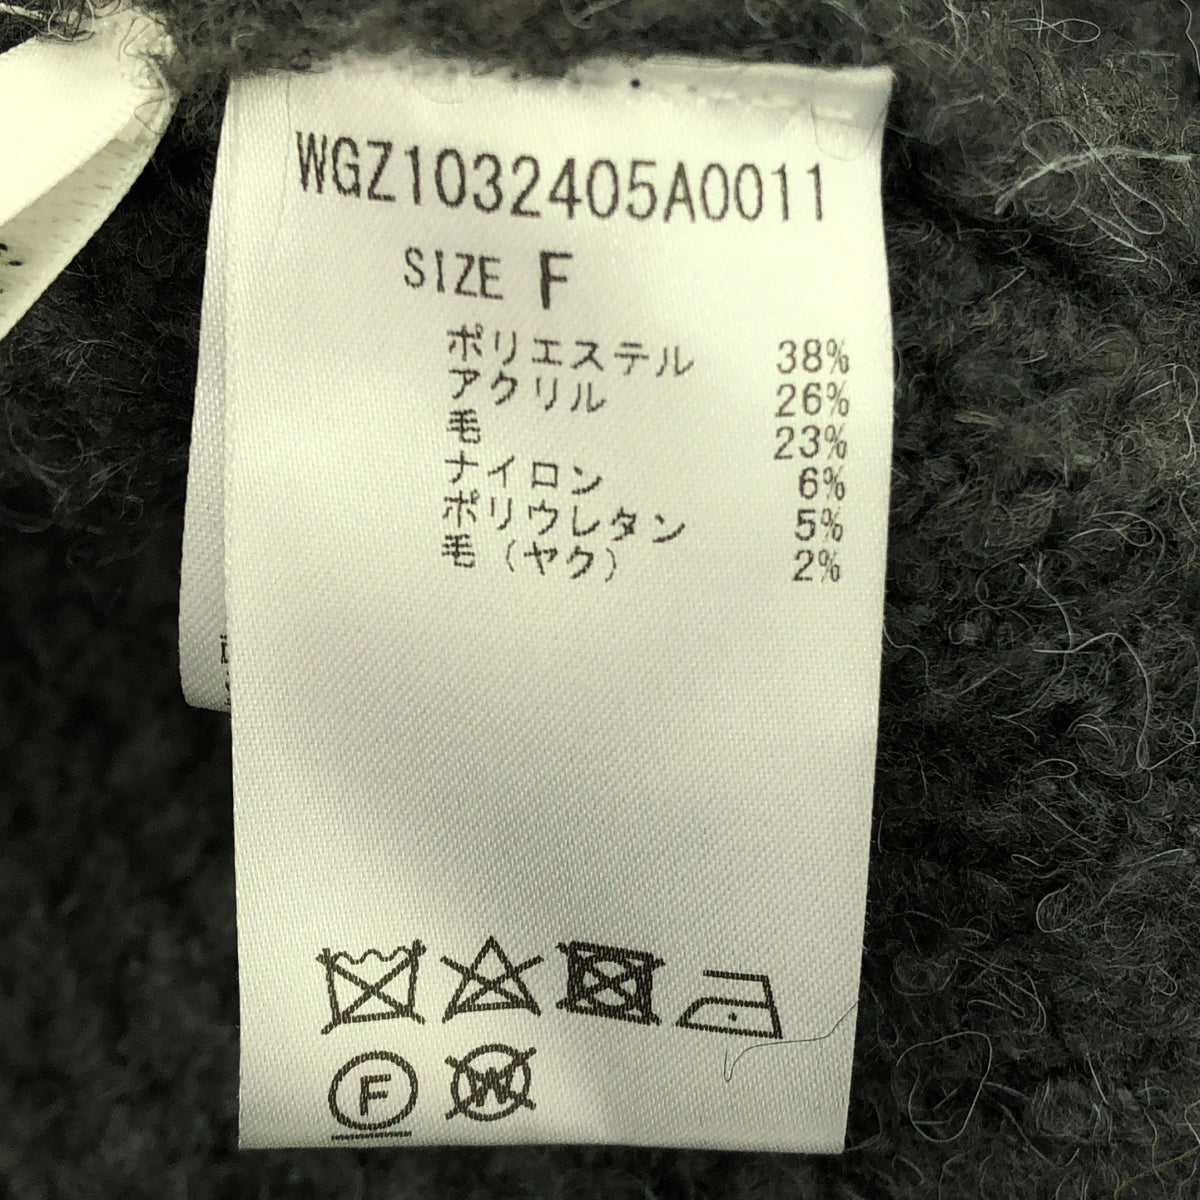 WGZ1032405A0011
SIZE F
ポリエステル 38%
アクリル 26%
毛 23%
ナイロン 6%
ポリウレタン 5%
毛（ヤク） 2%
F W